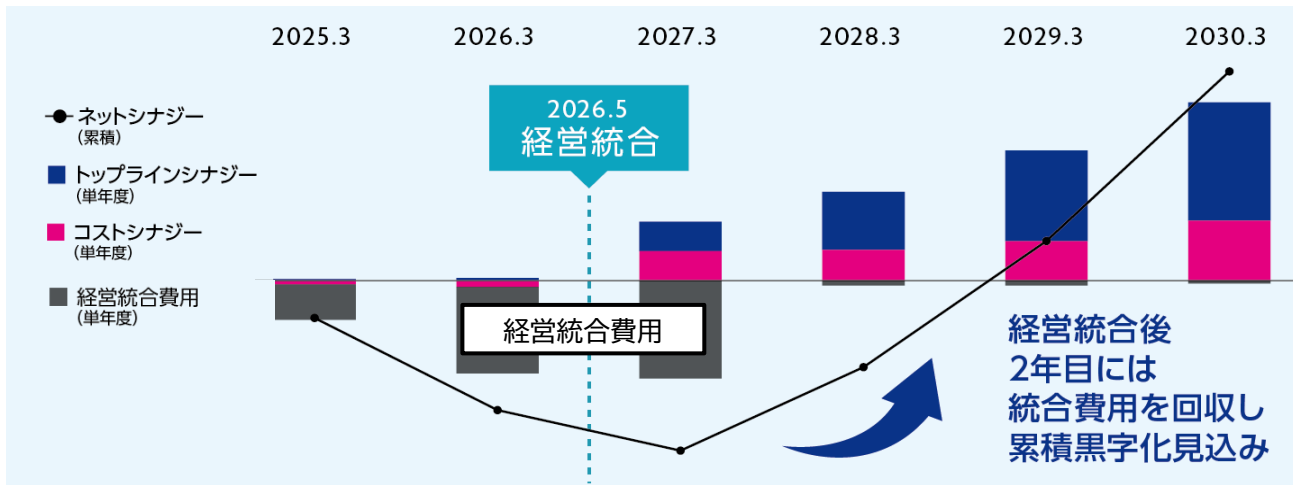 2025.3 2026.3 2027.3 2028.3 2029.3 2030.3
2026.5
経営統合
ネットシナジー
(累積)
トップラインシナジー
(単年度)
コストシナジー
(単年度)
経営統合費用
(単年度)
経営統合費用
経営統合後
2年目には
統合費用を回収し
累積黒字化見込み